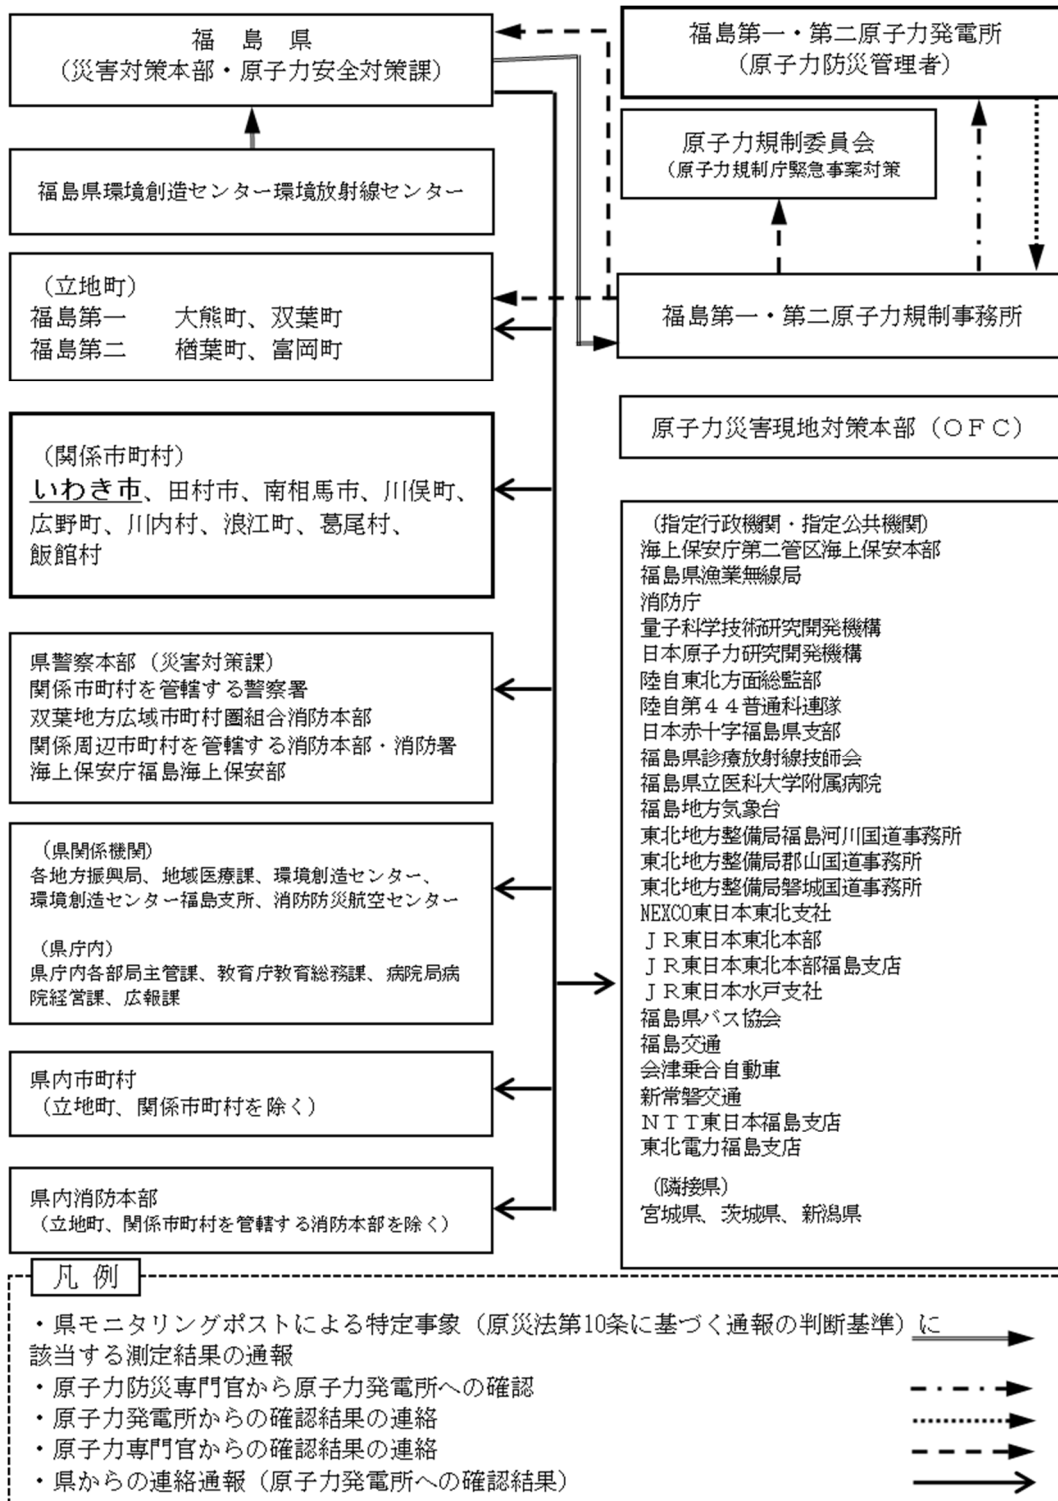 福　島　県
（災害対策本部・原子力安全対策課）
福島第一・第二原子力発電所
（原子力防災管理者）
原子力規制委員会
（原子力規制庁緊急事案対策
福島県環境創造センター環境放射線センター
（立地町）
福島第一　　大熊町、双葉町
福島第二　　楢葉町、富岡町
福島第一・第二原子力規制事務所
原子力災害現地対策本部（ＯＦＣ）
（関係市町村）
いわき市、田村市、南相馬市、川俣町、
広野町、川内村、浪江町、葛尾村、
飯館村
県警察本部（災害対策課）
関係市町村を管轄する警察署
双葉地方広域市町村圏組合消防本部
関係周辺市町村を管轄する消防本部・消防署
海上保安庁福島海上保安部
（県関係機関）
各地方振興局、地域医療課、環境創造センター、
環境創造センター福島支所、消防防災航空センター
（県庁内）
県庁内各部局主管課、教育庁教育総務課、病院局病
院経営課、広報課
県内市町村
（立地町、関係市町村を除く）
県内消防本部
（立地町、関係市町村を管轄する消防本部を除く）
（指定行政機関・指定公共機関）
海上保安庁第二管区海上保安本部
福島県漁業無線局
消防庁
量子科学技術研究開発機構
日本原子力研究開発機構
陸自東北方面総監部
陸自第４４普通科連隊
日本赤十字福島県支部
福島県診療放射線技師会
福島県立医科大学附属病院
福島地方気象台
東北地方整備局福島河川国道事務所
東北地方整備局郡山国道事務所
東北地方整備局磐城国道事務所
NEXCO東日本東北支社
ＪＲ東日本東北本部
ＪＲ東日本東北本部福島支店
ＪＲ東日本水戸支社
福島県バス協会
福島交通
会津乗合自動車
新常磐交通
ＮＴＴ東日本福島支店
東北電力福島支店
（隣接県）
宮城県、茨城県、新潟県
凡 例
・県モニタリングポストによる特定事象（原災法第10条に基づく通報の判断基準）に
該当する測定結果の通報
・原子力防災専門官から原子力発電所への確認
・原子力発電所からの確認結果の連絡
・原子力専門官からの確認結果の連絡
・県からの連絡通報（原子力発電所への確認結果）